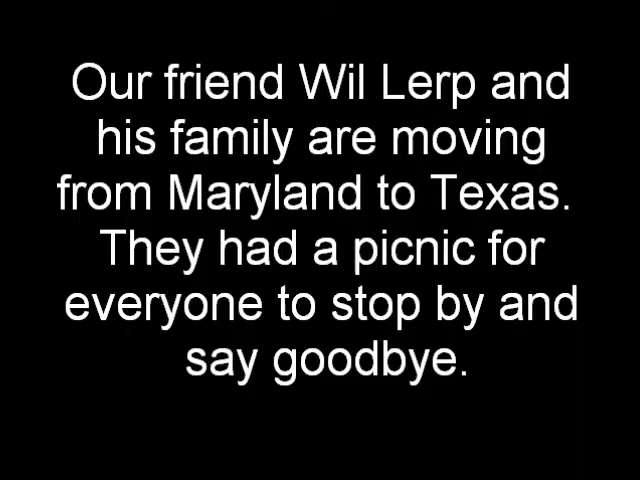 Our friend Wil Lerp and
his family are moving
from Maryland to Texas.
They had a picnic for
everyone to stop by and
say goodbye.